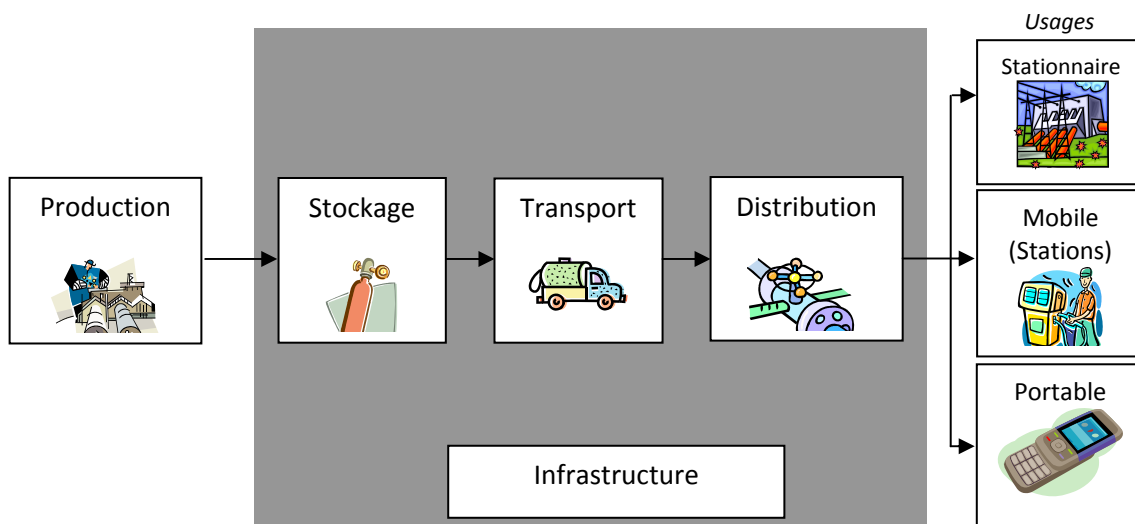 Usages
Stationnaire
Production
Stockage
Transport
Distribution
Mobile
(Stations)
Portable
Infrastructure